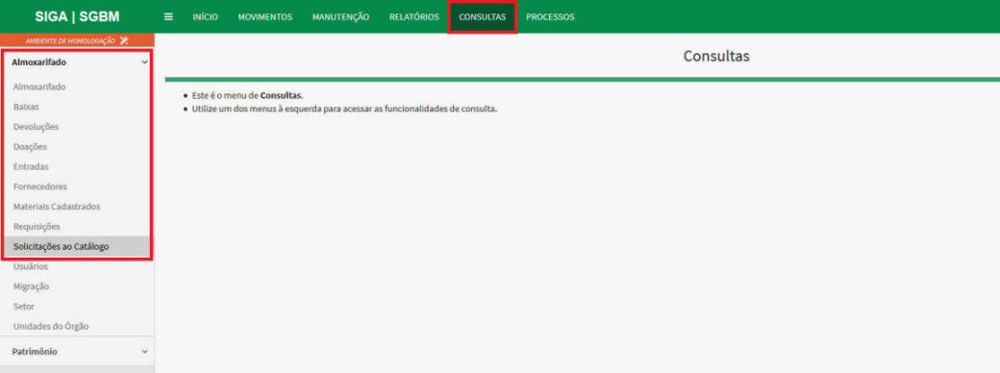 SIGA | SGBM
INÍCIO MOVIMENTOS MANUTENÇÃO RELATÓRIOS CONSULTAS PROCESSOS
AMBIENTE DE HOMOLOGAÇÃO
Almoxarifado
Almoxarifado
Baixas
Devoluções
Doações
Entradas
Fornecedores
Materiais Cadastrados
Requisições
Solicitações ao Catálogo
Usuários
Migração
Setor
Unidades do Órgão
Patrimônio
Consultas
Este é o menu de Consultas.
Utilize um dos menus à esquerda para acessar as funcionalidades de consulta.